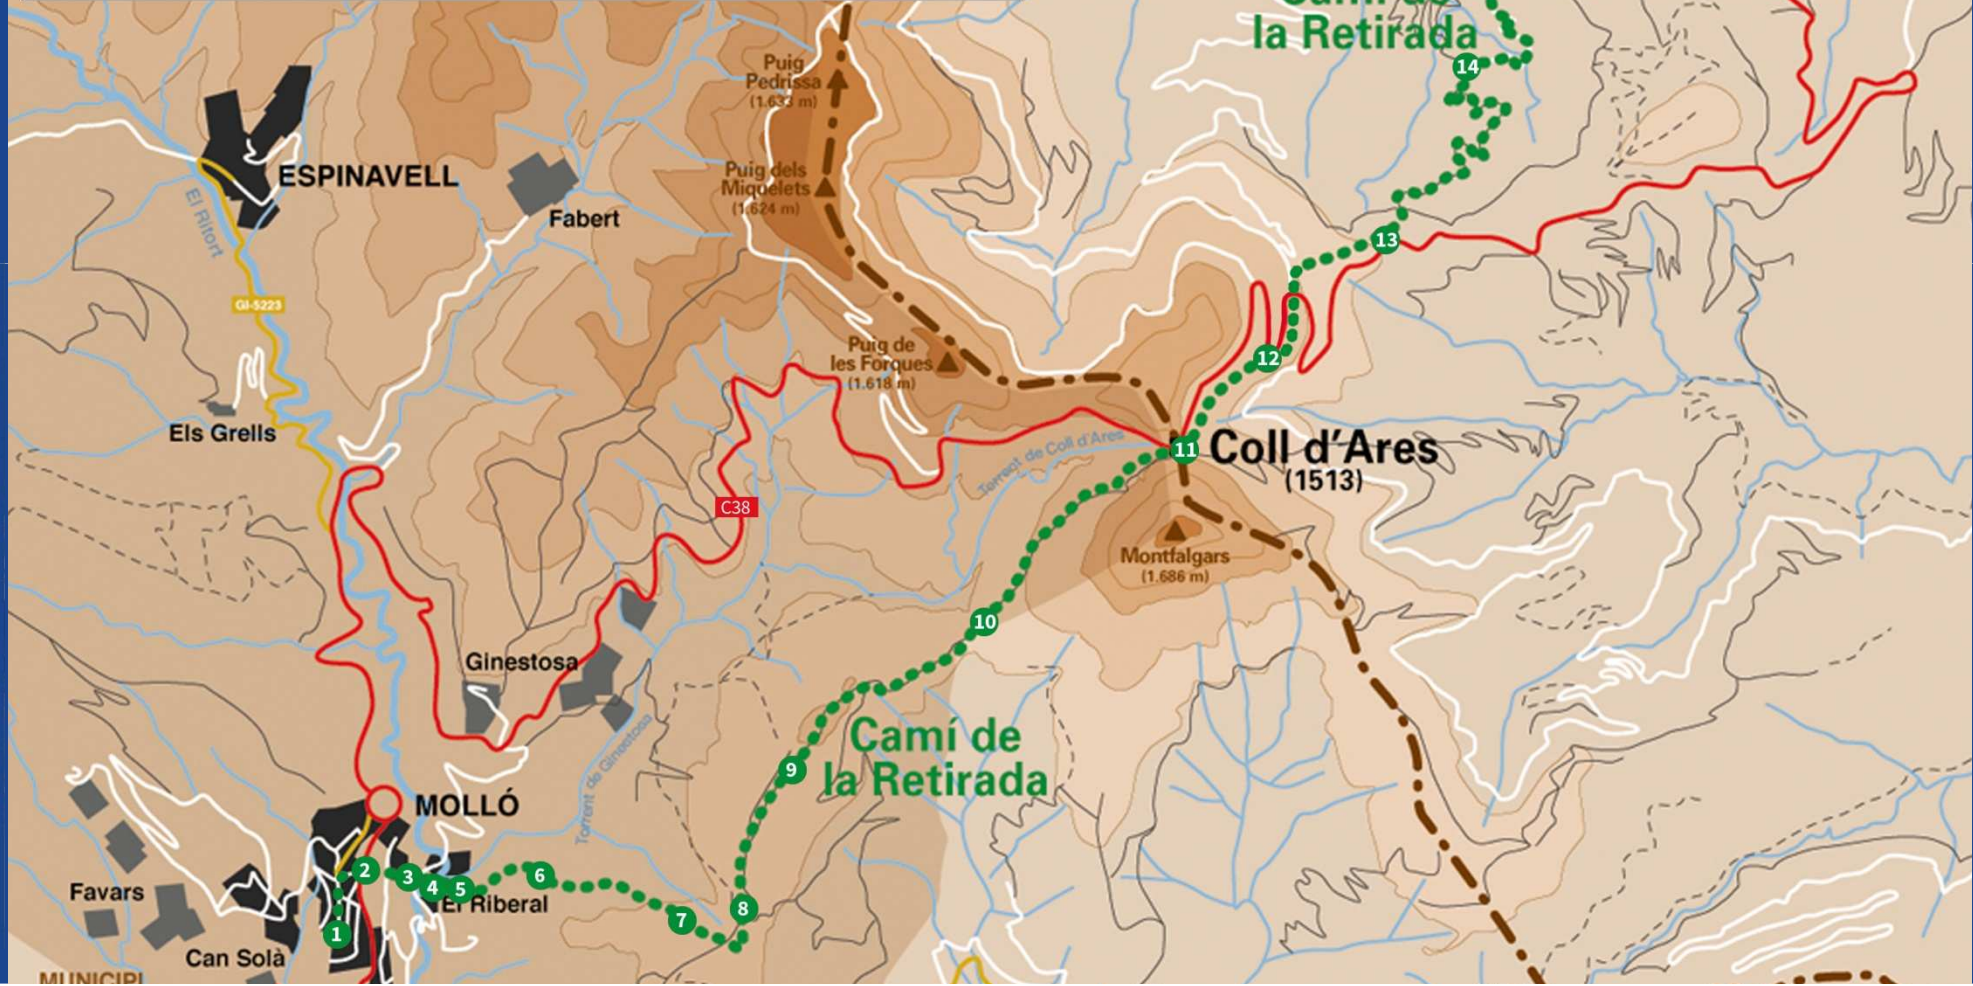 Camí de
la Retirada
14
Puig
Pedrissa
(1.633 m)
ESPINAVELL
Puig dels
Miquelets
(1.624 m)
Fabert
El Ritort
13
GI-5223
Puig de
les Forques
(1.618 m)
12
Els Grells
Torrent de Coll d'Ares
11
Coll d'Ares
(1513)
C38
Montfalgars
(1.686 m)
10
Ginestosa
Torrent de Ginestosa
Camí de
la Retirada
9
MOLLÓ
2
3
4
5
6
Favars
El Riberal
7
8
1
Can Solà
MUNICIPI